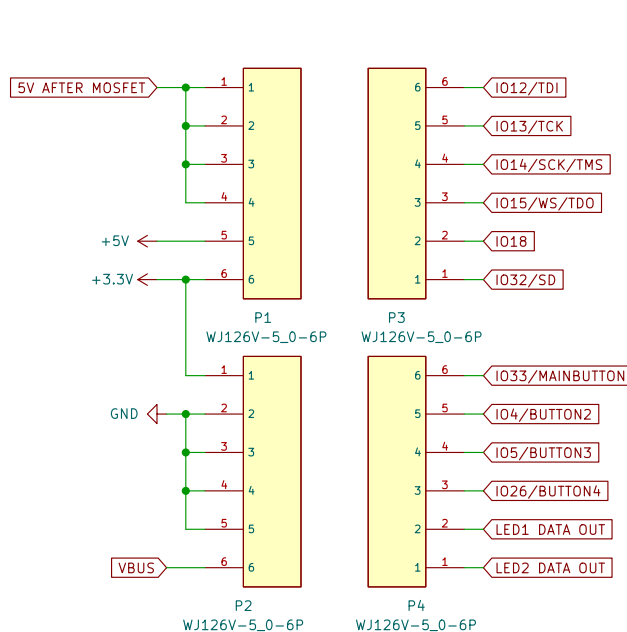 5V AFTER MOSFET
1 1
2 2
3 3
4 4
+5V 5 5
+3.3V 6 6
P1
WJ126V-5_0-6P
6 6 IO12/TDI
5 5 IO13/TCK
4 4 IO14/SCK/TMS
3 3 IO15/WS/TDO
2 2 IO18
1 1 IO32/SD
P3
WJ126V-5_0-6P
1 1
GND 2 2
3 3
4 4
5 5
VBUS 6 6
P2
WJ126V-5_0-6P
6 6 IO33/MAINBUTTON
5 5 IO4/BUTTON2
4 4 IO5/BUTTON3
3 3 IO26/BUTTON4
2 2 LED1 DATA OUT
1 1 LED2 DATA OUT
P4
WJ126V-5_0-6P